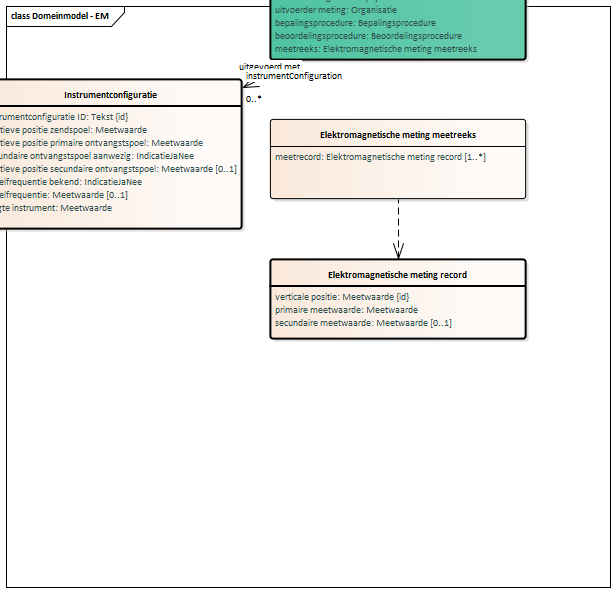 class Domeinmodel - EM
uitvoerder meting: Organisatie
bepalingsprocedure: Bepalingsprocedure
beoordelingsprocedure: Beoordelingsprocedure
meetreeks: Elektromagnetische meting meetreeks
uitgevoerd met
instrumentConfiguration
0..*
Instrumentconfiguratie
rumentconfiguratie ID: Tekst {id}
tieve positie zendspoel: Meetwaarde
tieve positie primaire ontvangstspoel: Meetwaarde
undaire ontvangstspoel aanwezig: IndicatieJaNee
tieve positie secundaire ontvangstspoel: Meetwaarde [0..1]
elfrequentie bekend: IndicatieJaNee
elfrequentie: Meetwaarde [0..1]
gte instrument: Meetwaarde
Elektromagnetische meting meetreeks
meetrecord: Elektromagnetische meting record [1..*]
Elektromagnetische meting record
verticale positie: Meetwaarde {id}
primaire meetwaarde: Meetwaarde
secundaire meetwaarde: Meetwaarde [0..1]